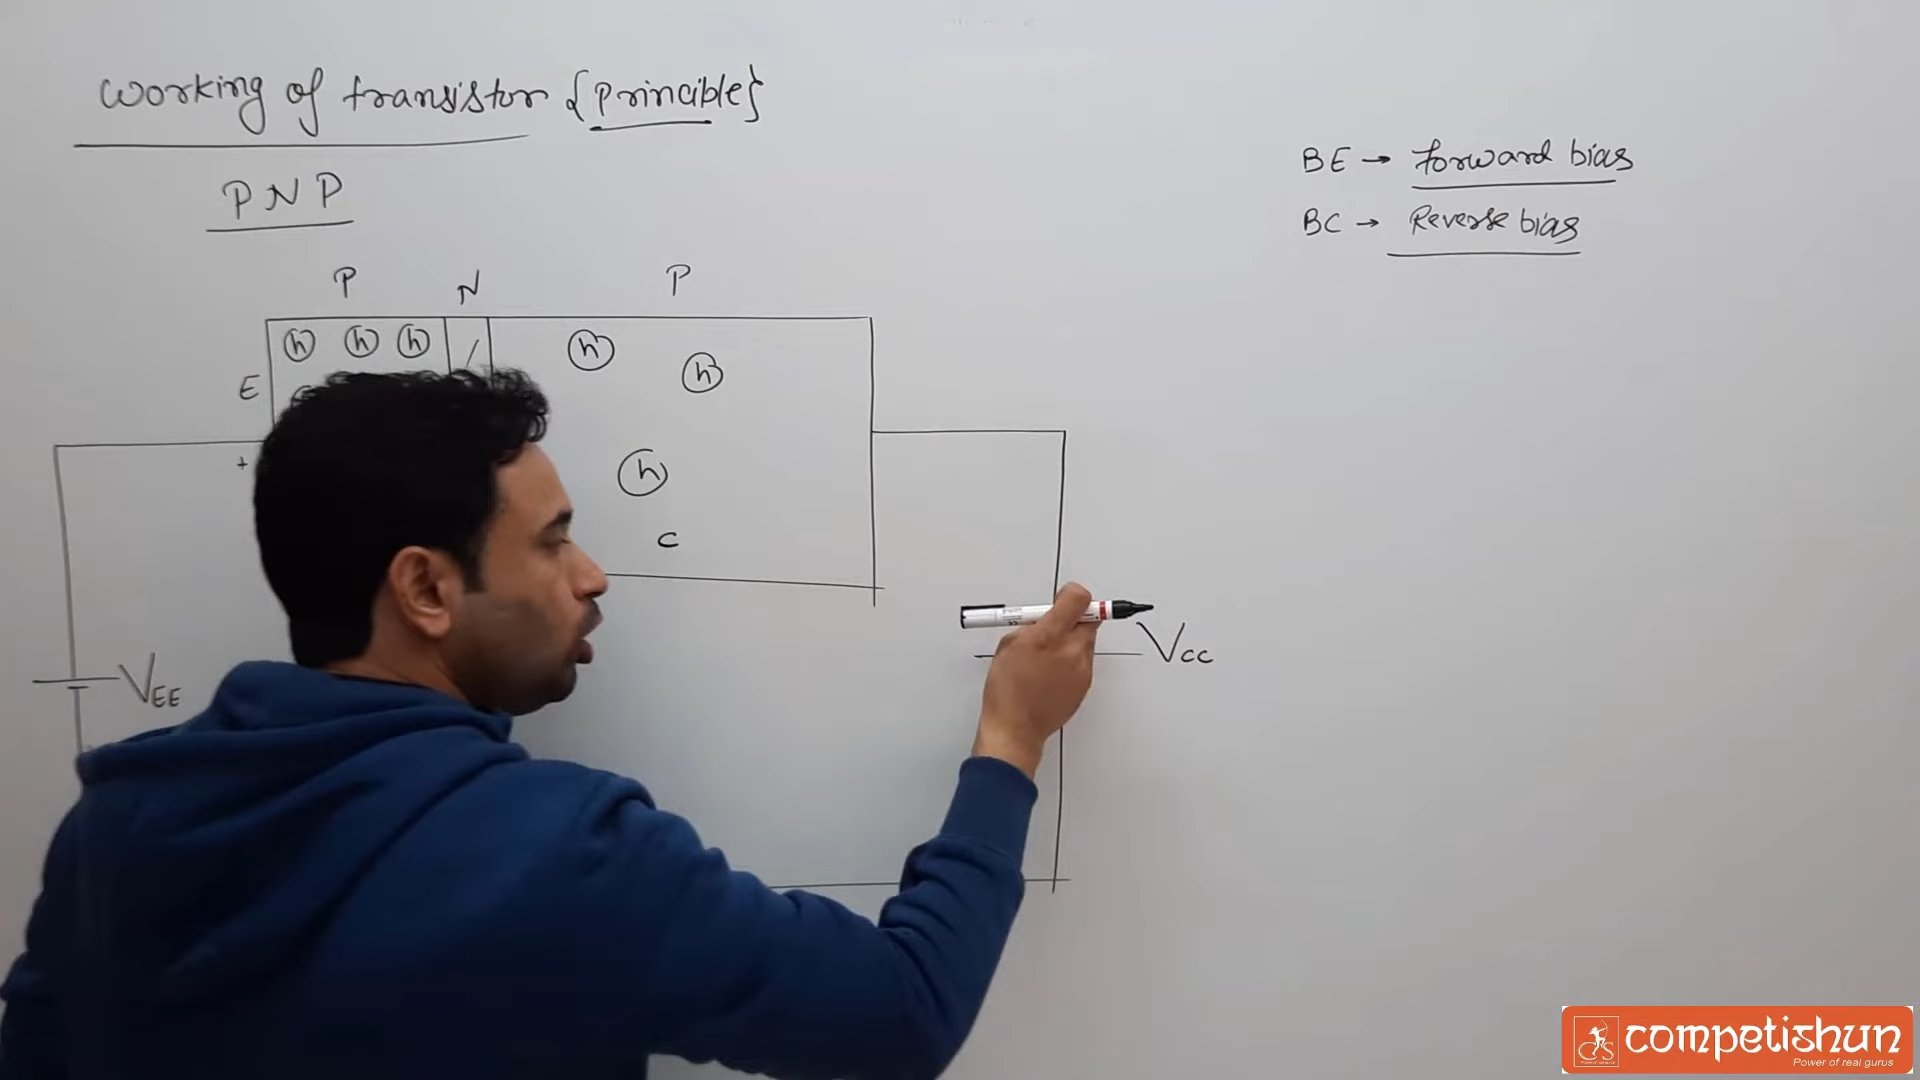 working of transistor {principle}
PNP
BE → forward bias
BC → Reverse bias
P N P
h h h h h
E
+
h
C
VEE
VCC
competishun
Power of real gurus